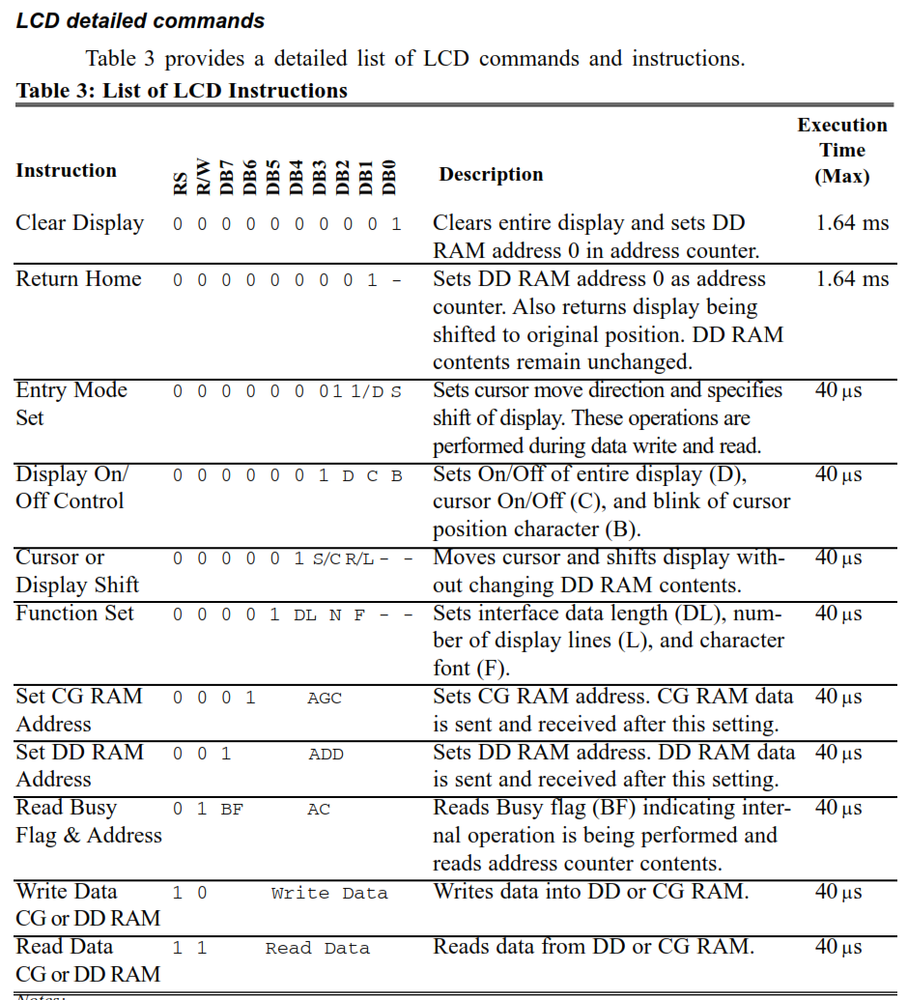 LCD detailed commands
Table 3 provides a detailed list of LCD commands and instructions.
Table 3: List of LCD Instructions
Instruction RS R/W DB7 DB6 DB5 DB4 DB3 DB2 DB1 DB0 Description Execution Time (Max)
Clear Display 0 0 0 0 0 0 0 0 0 1 Clears entire display and sets DD 1.64 ms
RAM address 0 in address counter.
Return Home 0 0 0 0 0 0 0 0 1 - Sets DD RAM address 0 as address 1.64 ms
counter. Also returns display being
shifted to original position. DD RAM
contents remain unchanged.
Entry Mode 0 0 0 0 0 0 01 1/D S Sets cursor move direction and specifies 40 µs
Set shift of display. These operations are
performed during data write and read.
Display On/ 0 0 0 0 0 0 1 D C B Sets On/Off of entire display (D), 40 µs
Off Control cursor On/Off (C), and blink of cursor
position character (B).
Cursor or 0 0 0 0 0 1 S/C R/L - - Moves cursor and shifts display with- 40 µs
Display Shift out changing DD RAM contents.
Function Set 0 0 0 0 1 DL N F - - Sets interface data length (DL), num- 40 µs
ber of display lines (L), and character
font (F).
Set CG RAM 0 0 0 1 AGC Sets CG RAM address. CG RAM data 40 µs
Address is sent and received after this setting.
Set DD RAM 0 0 1 ADD Sets DD RAM address. DD RAM data 40 µs
Address is sent and received after this setting.
Read Busy 0 1 BF AC Reads Busy flag (BF) indicating inter- 40 µs
Flag & Address nal operation is being performed and
reads address counter contents.
Write Data 1 0 Write Data Writes data into DD or CG RAM. 40 µs
CG or DD RAM
Read Data 1 1 Read Data Reads data from DD or CG RAM. 40 µs
CG or DD RAM